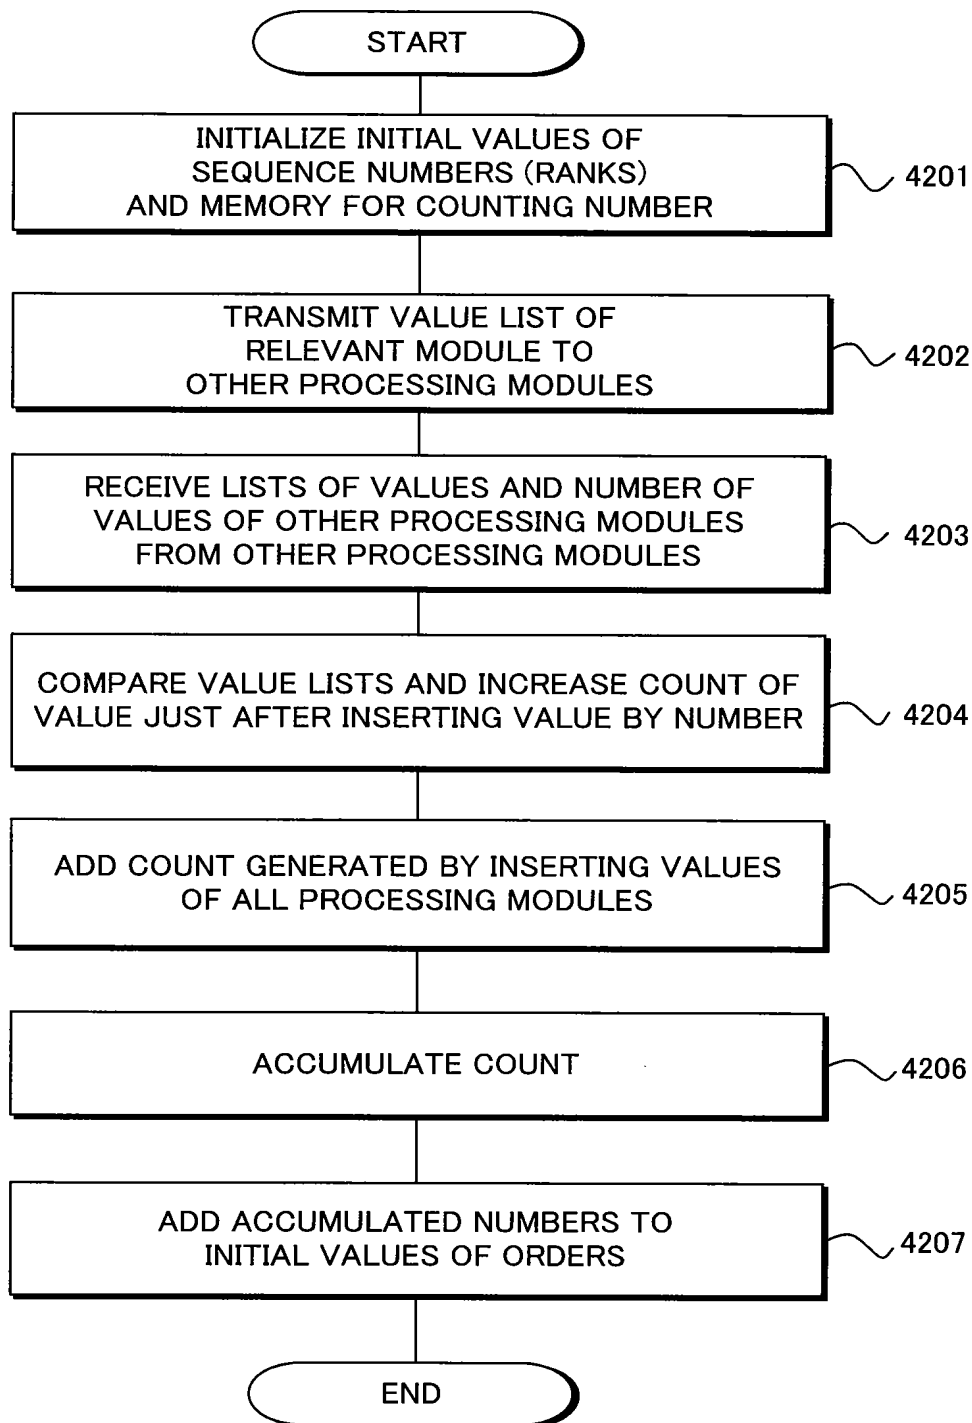 START
INITIALIZE INITIAL VALUES OF
SEQUENCE NUMBERS (RANKS)
AND MEMORY FOR COUNTING NUMBER
4201
TRANSMIT VALUE LIST OF
RELEVANT MODULE TO
OTHER PROCESSING MODULES
4202
RECEIVE LISTS OF VALUES AND NUMBER OF
VALUES OF OTHER PROCESSING MODULES
FROM OTHER PROCESSING MODULES
4203
COMPARE VALUE LISTS AND INCREASE COUNT OF
VALUE JUST AFTER INSERTING VALUE BY NUMBER
4204
ADD COUNT GENERATED BY INSERTING VALUES
OF ALL PROCESSING MODULES
4205
ACCUMULATE COUNT
4206
ADD ACCUMULATED NUMBERS TO
INITIAL VALUES OF ORDERS
4207
END